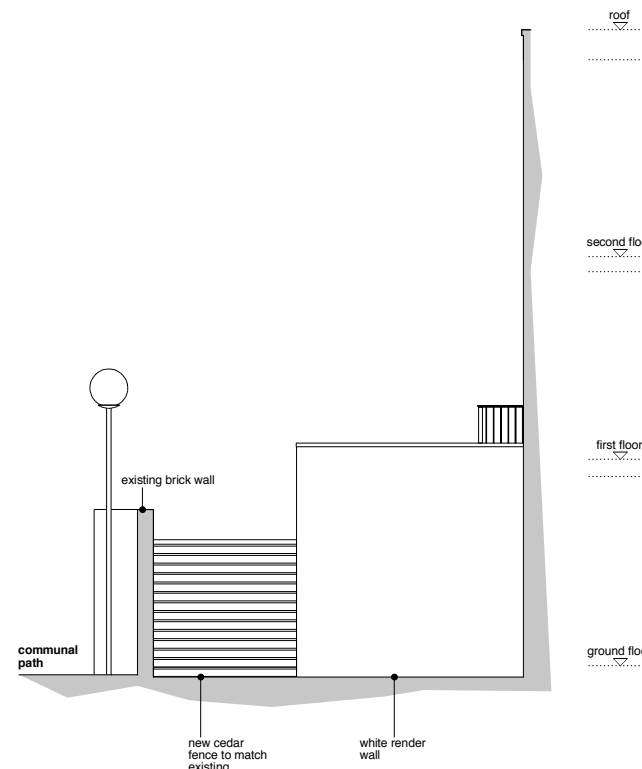 roof
second floo
first floor
existing brick wall
communal
path
ground floo
new cedar
fence to match
existing
white render
wall